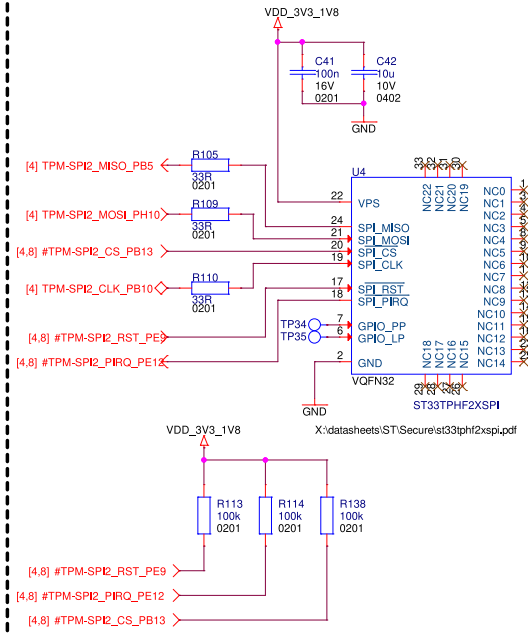 VDD_3V3_1V8
C41
100n
16V
0201
C42
10u
10V
0402
GND
[4] TPM-SPI2_MISO_PB5
R105
33R
0201
[4] TPM-SPI2_MOSI_PH10
R109
33R
0201
[4,8] #TPM-SPI2_CS_PB13
[4] TPM-SPI2_CLK_PB10
R110
33R
0201
[4,8] #TPM-SPI2_RST_PE9
[4,8] #TPM-SPI2_PIRQ_PE12
TP34
TP35
GND
U4
33
32
31
30
NC22
NC21
NC20
NC19
22 VPS
24 SPI_MISO
21 SPI_MOSI
20 SPI_CS
19 SPI_CLK
17 SPI_RST
18 SPI_PIRQ
7 GPIO_PP
6 GPIO_LP
2 GND
NC0
NC1
NC2
NC3
NC4
NC5
NC6
NC7
NC8
NC9
NC10
NC11
NC12
NC13
NC14
NC18
NC17
NC16
NC15
29
28
27
26
VQFN32
ST33TPHF2XSPI
X:\datasheets\ST\Secure\st33tphf2xspi.pdf
VDD_3V3_1V8
R113
100k
0201
R114
100k
0201
R138
100k
0201
[4,8] #TPM-SPI2_RST_PE9
[4,8] #TPM-SPI2_PIRQ_PE12
[4,8] #TPM-SPI2_CS_PB13